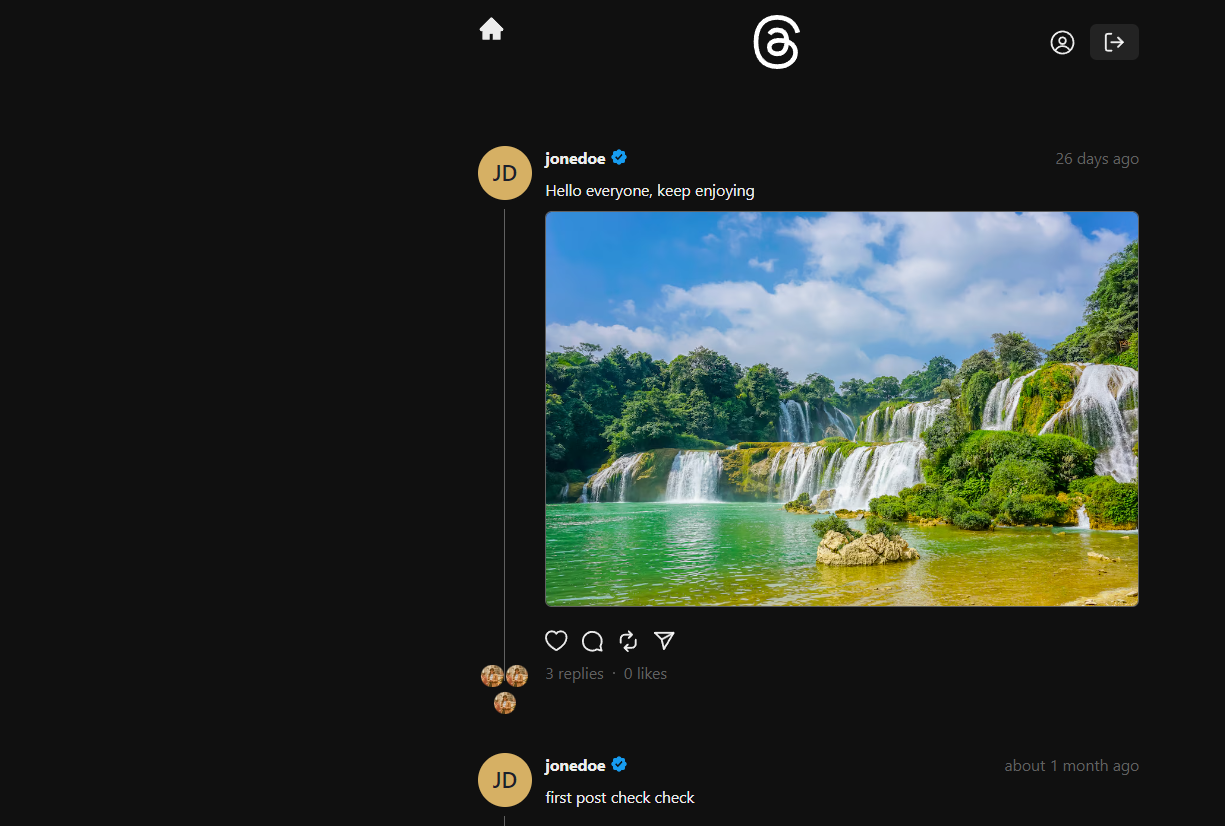 JD
jonedoe
26 days ago
Hello everyone, keep enjoying
3 replies · 0 likes
JD
jonedoe
about 1 month ago
first post check check